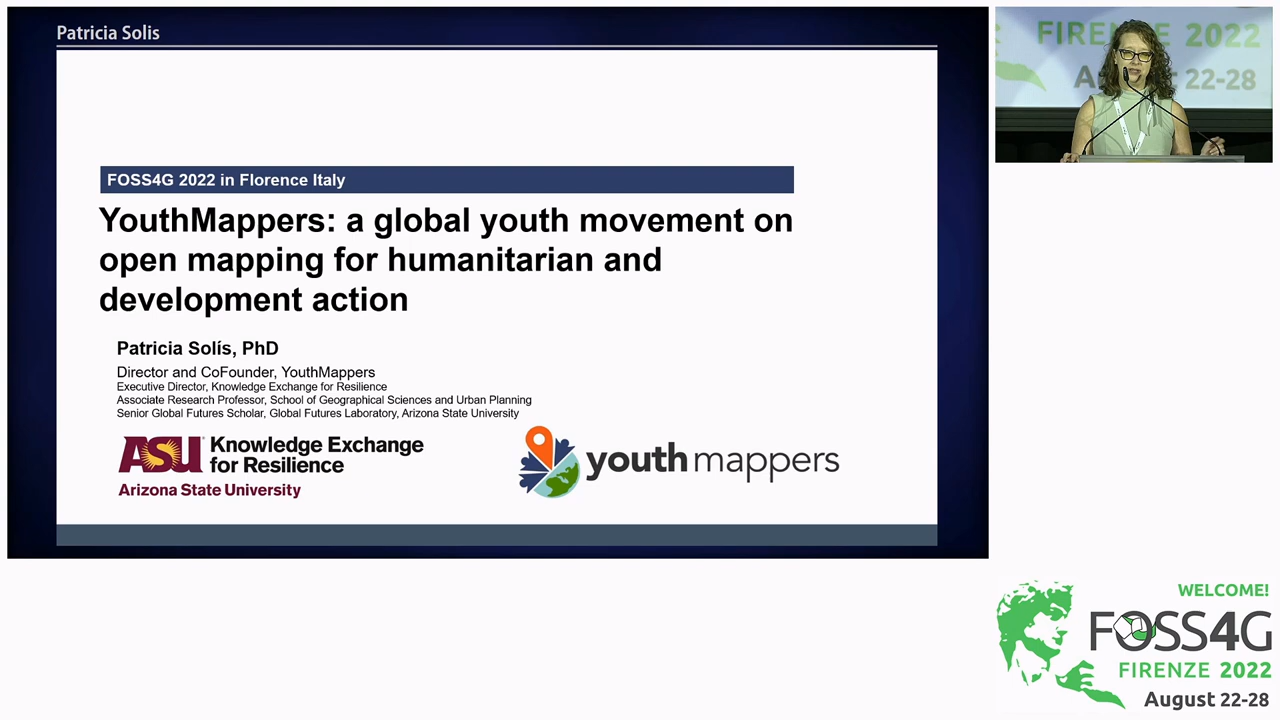 Patricia Solis
FOSS4G 2022 in Florence Italy
YouthMappers: a global youth movement on
open mapping for humanitarian and
development action
Patricia Solís, PhD
Director and CoFounder, YouthMappers
Executive Director, Knowledge Exchange for Resilience
Associate Research Professor, School of Geographical Sciences and Urban Planning
Senior Global Futures Scholar, Global Futures Laboratory, Arizona State University
ASU Knowledge Exchange
for Resilience
Arizona State University
youthmappers
FIRENZE 2022
22-28
WELCOME!
FOSS4G
FIRENZE 2022
August 22-28